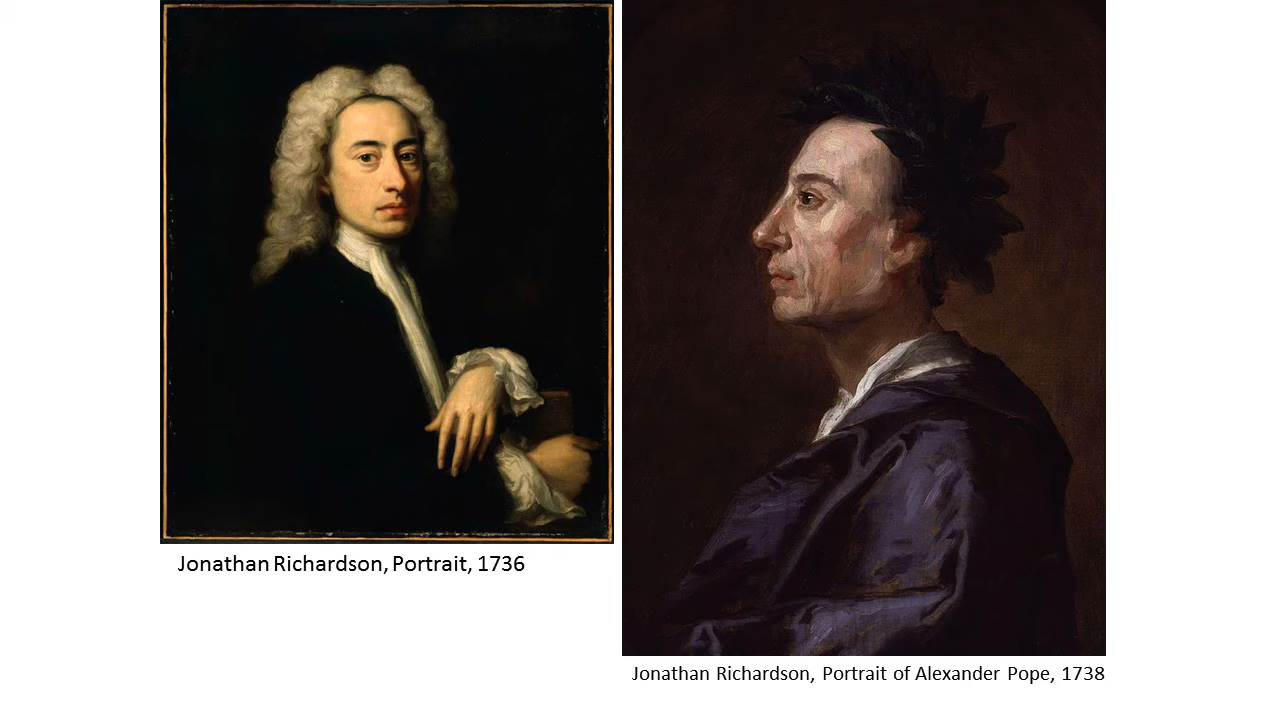 Jonathan Richardson, Portrait, 1736
Jonathan Richardson, Portrait of Alexander Pope, 1738